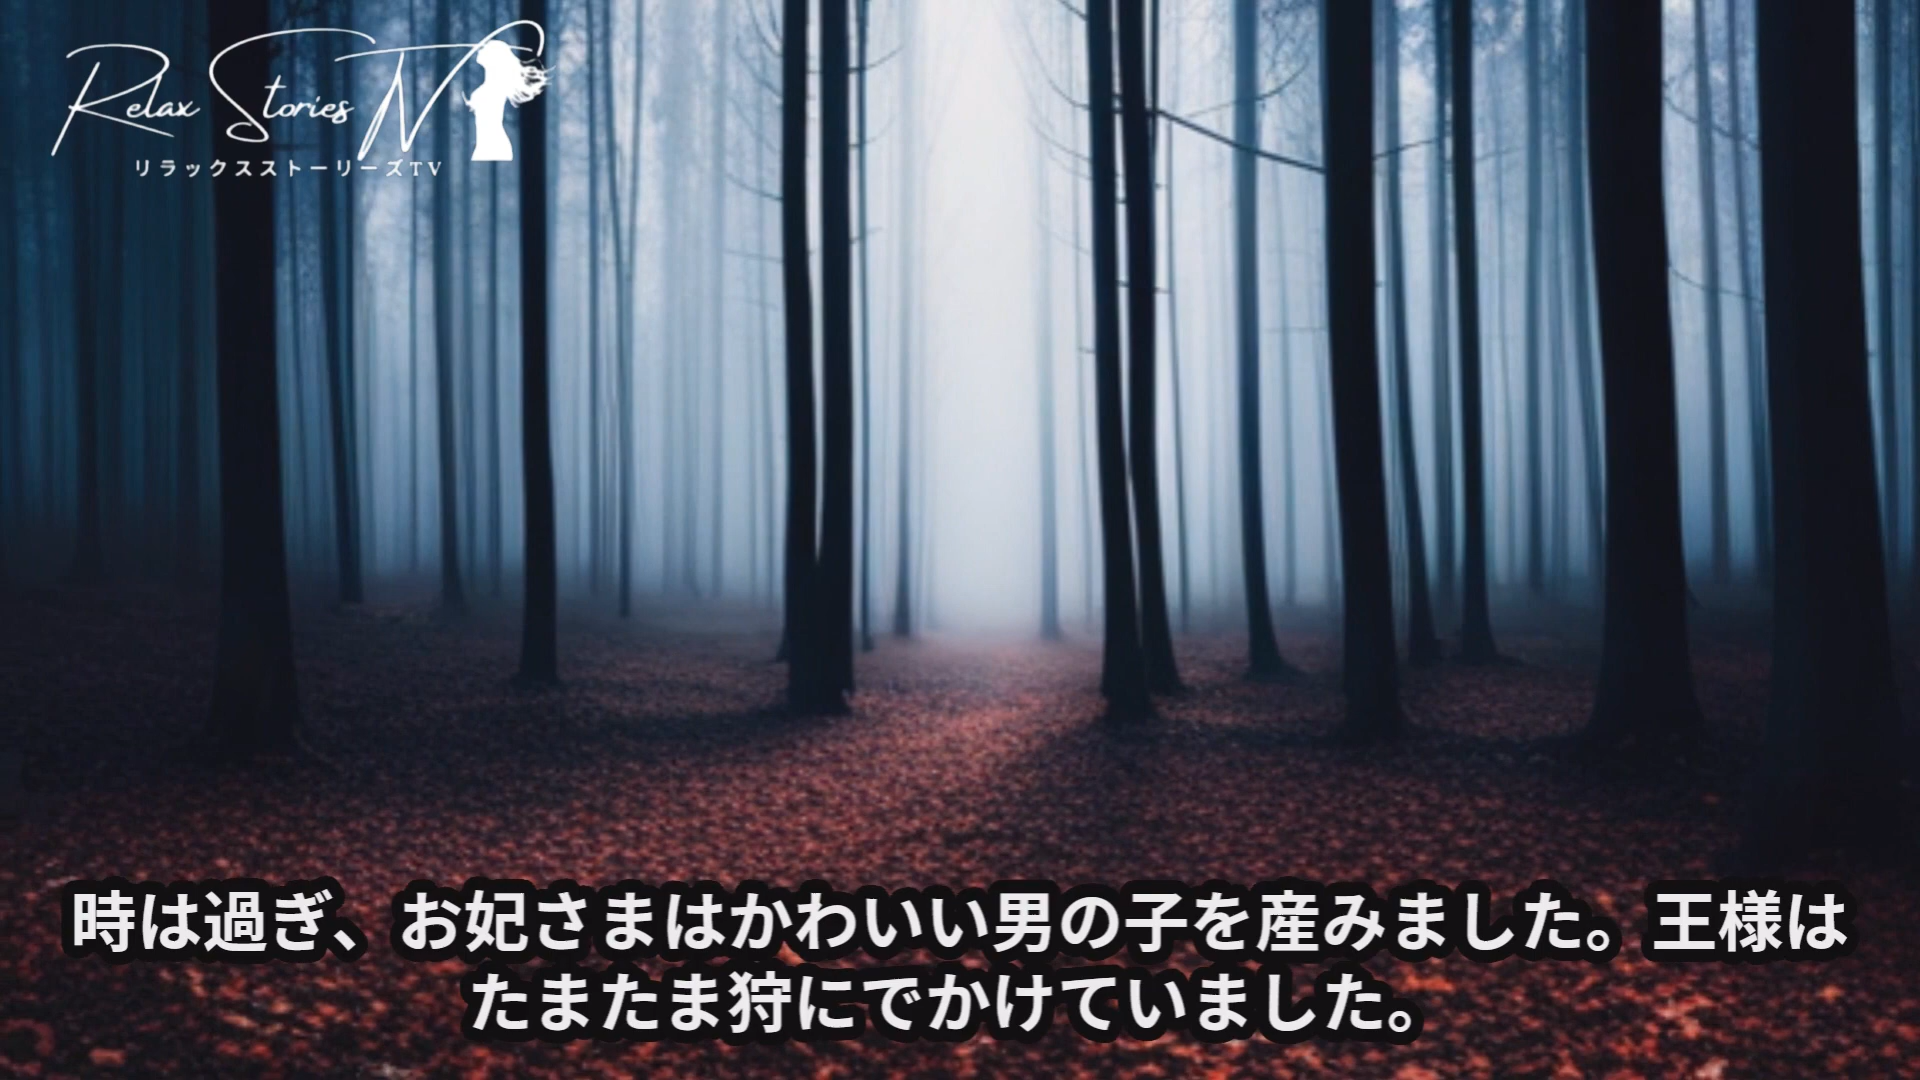 Relax Stories TV
リラックスストーリーズTV
時は過ぎ、お妃さまはかわいい男の子を産みました。王様は
たまたま狩にでかけていました。